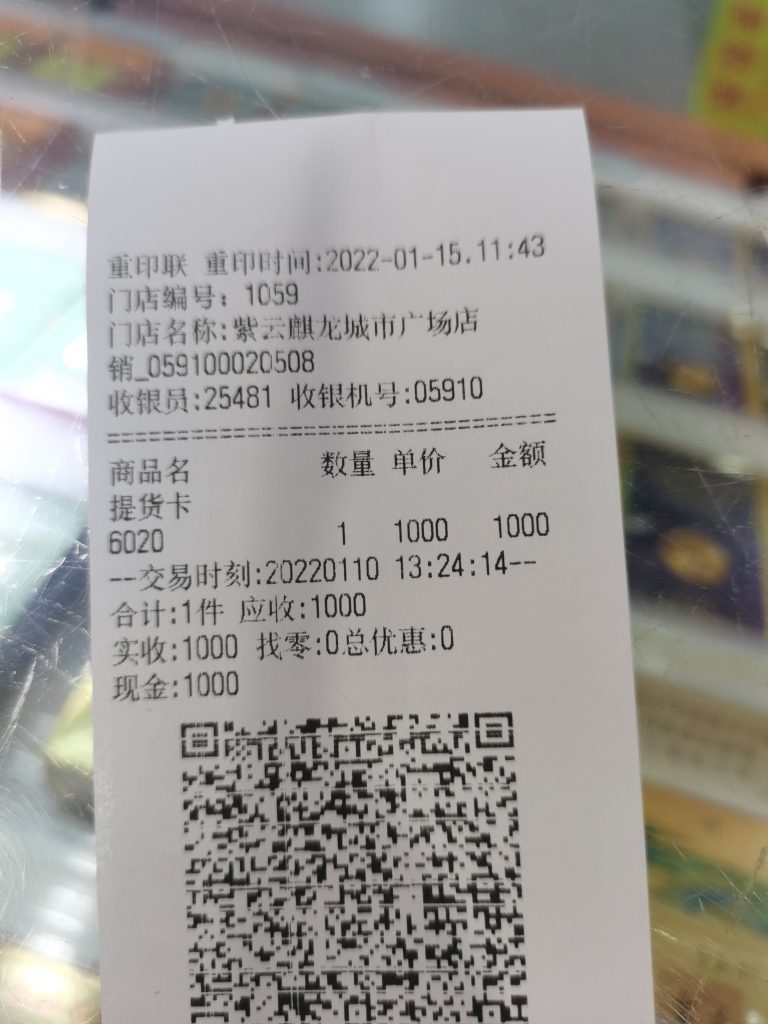 重印联 重印时间:2022-01-15.11:43
门店编号：1059
门店名称:紫云麒龙城市广场店
销_059100020508
收银员:25481 收银机号:05910
================================
商品名 数量 单价 金额
提货卡
6020 1 1000 1000
--交易时刻:20220110 13:24:14--
合计:1件 应收:1000
实收:1000 找零:0总优惠:0
现金:1000